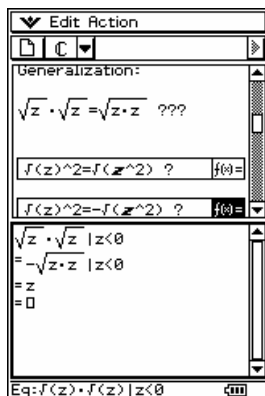 Edit Action
ℂ
Generalization:
√z · √z = √z·z ???
√(z)^2=√(z^2) ? f(x)=
√(z)^2=-√(z^2) ? f(x)=
√z · √z |z<0
=-√z·z |z<0
=z
=□
Eq:√(z)·√(z)|z<0